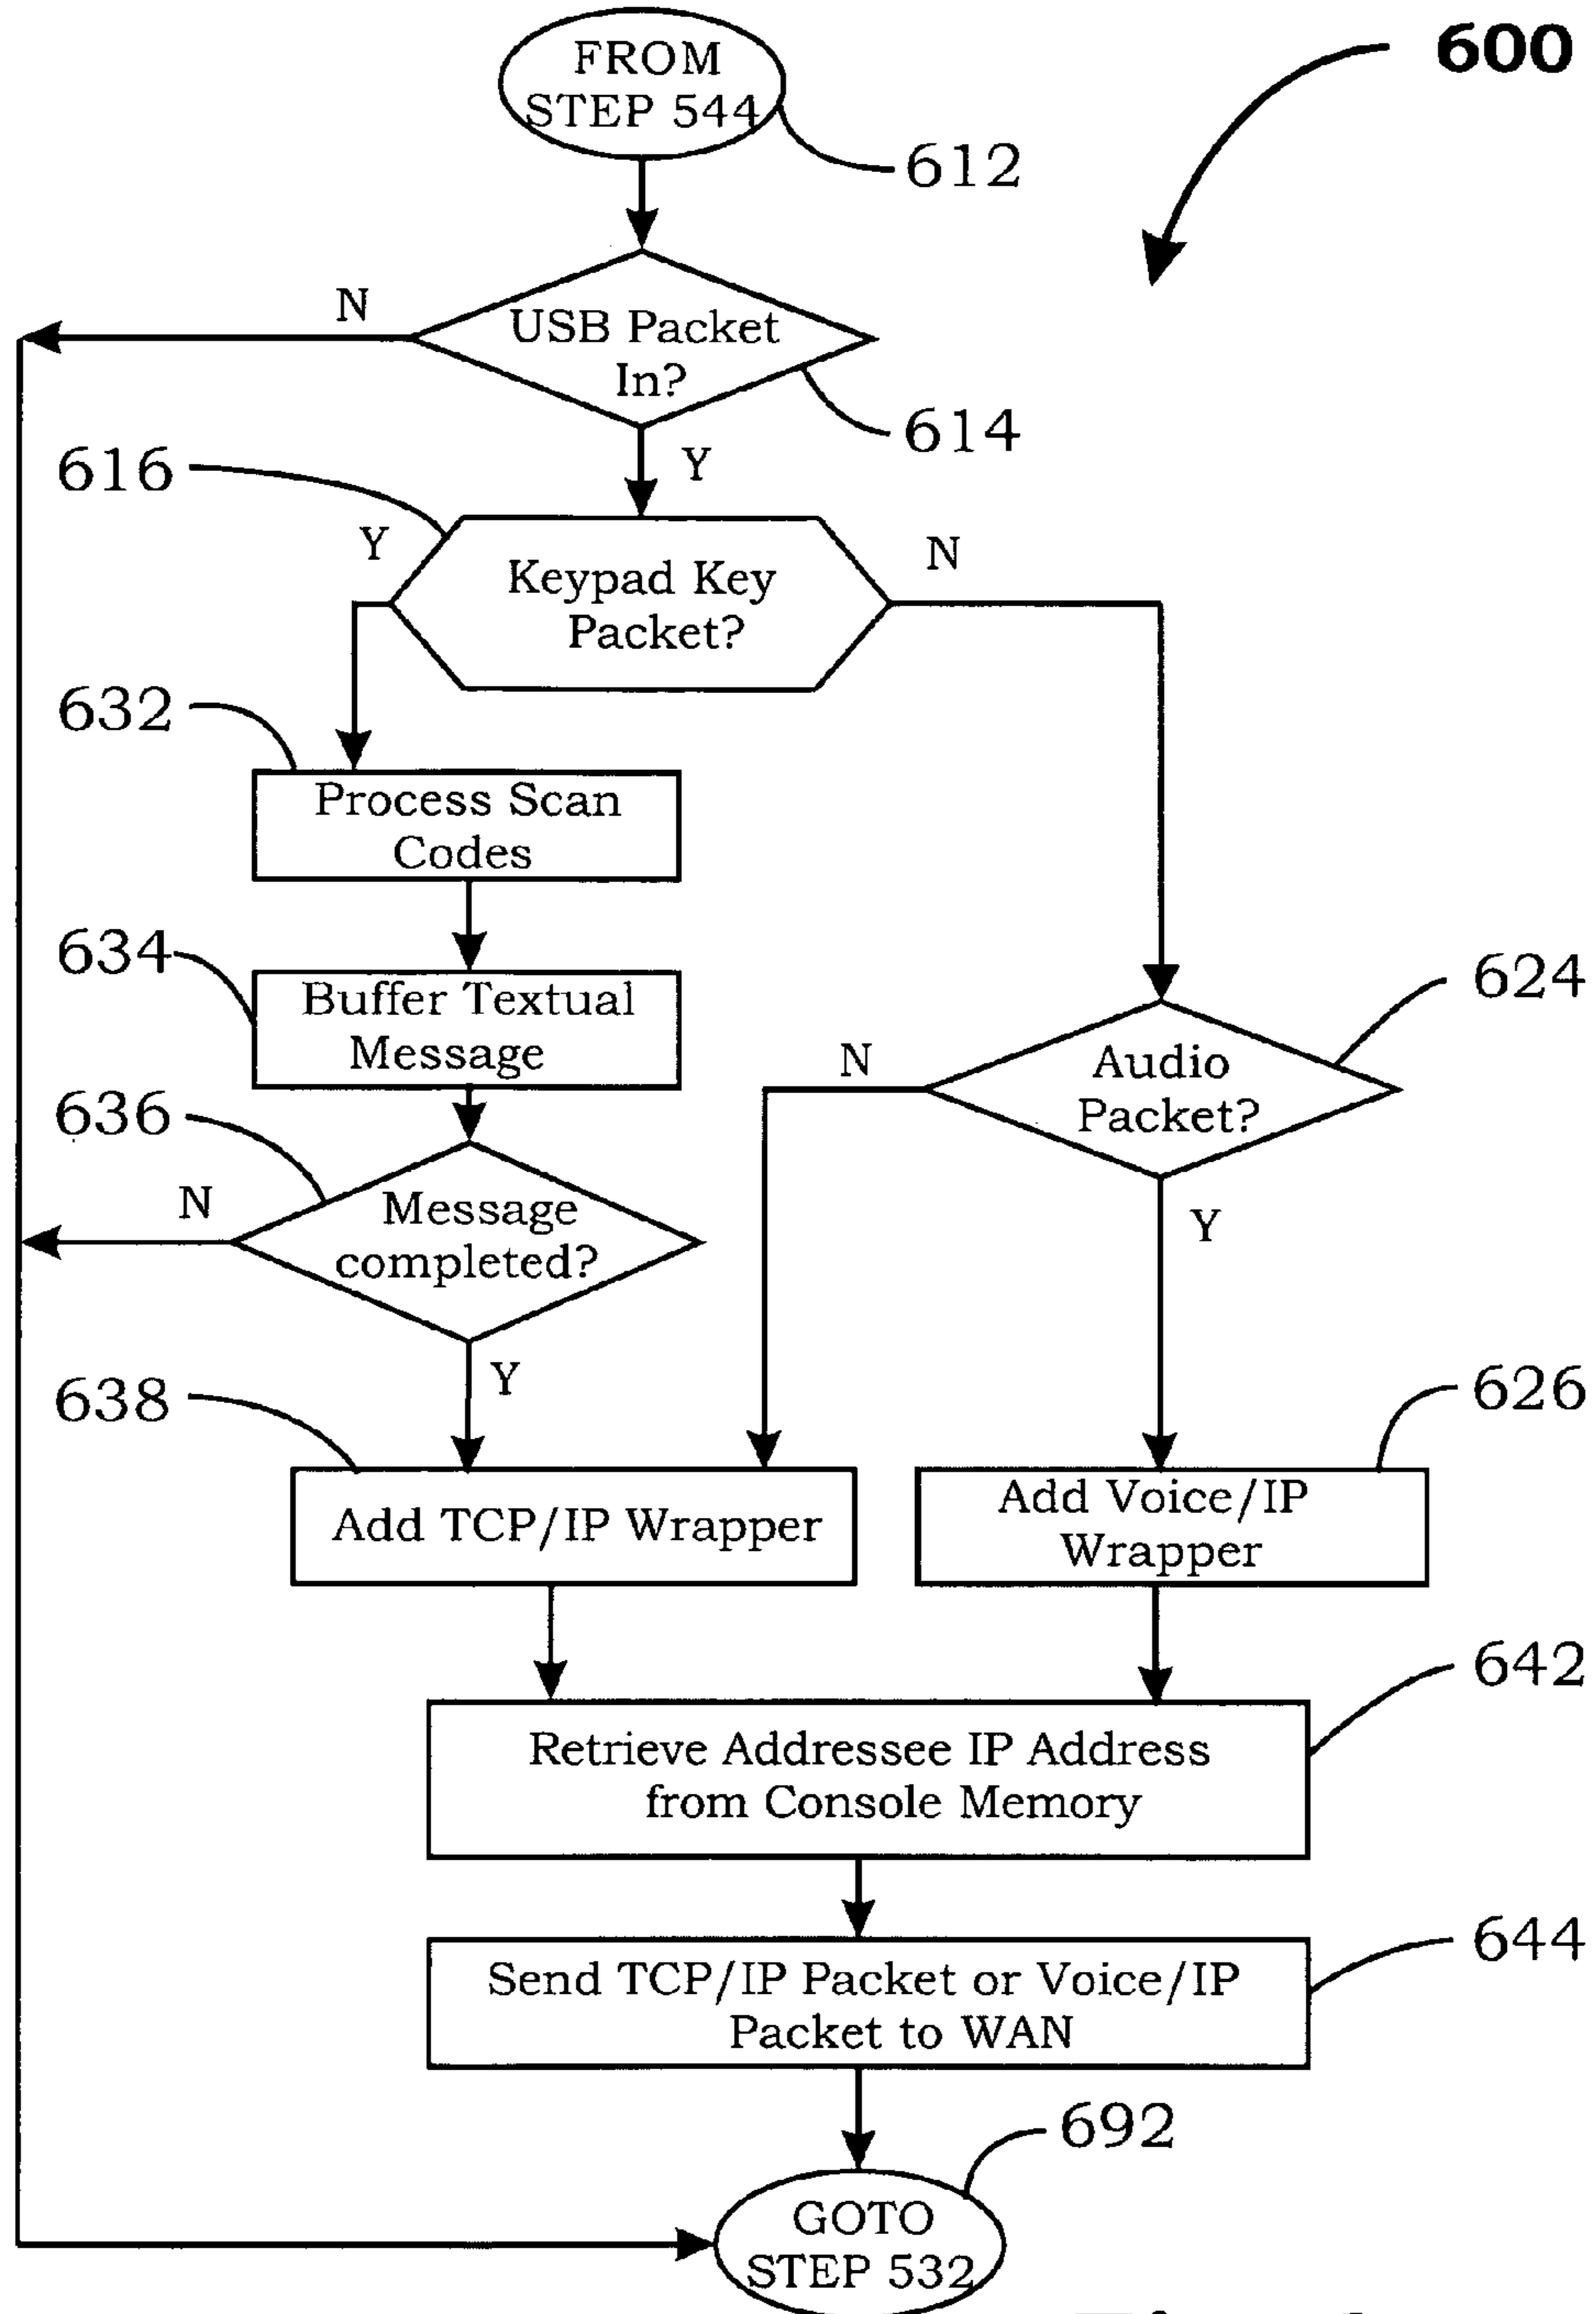 600
FROM
STEP 544
612
N
USB Packet
In?
614
Y
616
Y
Keypad Key
Packet?
N
632
Process Scan
Codes
634
Buffer Textual
Message
624
Audio
Packet?
N
Y
636
Message
completed?
N
Y
638
Add TCP/IP Wrapper
626
Add Voice/IP
Wrapper
642
Retrieve Addressee IP Address
from Console Memory
644
Send TCP/IP Packet or Voice/IP
Packet to WAN
692
GOTO
STEP 532